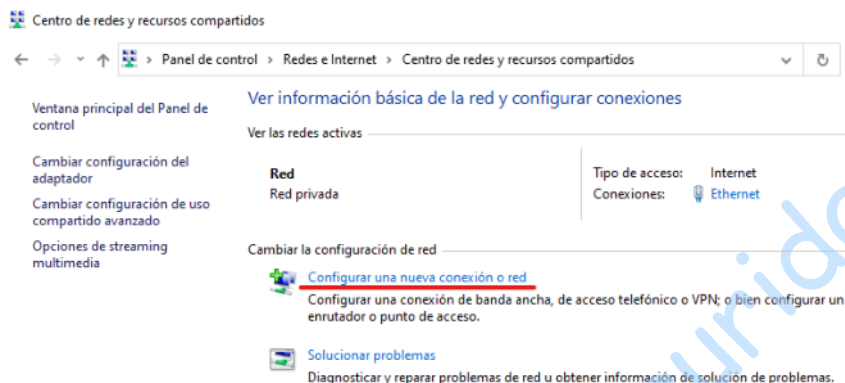 Centro de redes y recursos compartidos
Panel de control > Redes e Internet > Centro de redes y recursos compartidos
Ventana principal del Panel de
control
Cambiar configuración del
adaptador
Cambiar configuración de uso
compartido avanzado
Opciones de streaming
multimedia
Ver información básica de la red y configurar conexiones
Ver las redes activas
Red
Red privada
Tipo de acceso: Internet
Conexiones: Ethernet
Cambiar la configuración de red
Configurar una nueva conexión o red
Configurar una conexión de banda ancha, de acceso telefónico o VPN; o bien configurar un
enrutador o punto de acceso.
Solucionar problemas
Diagnosticar y reparar problemas de red u obtener información de solución de problemas.